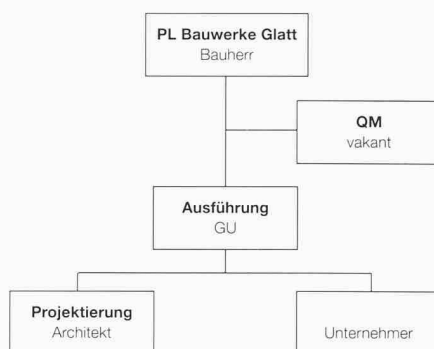 PL Bauwerke Glatt
Bauherr
QM
vakant
Ausführung
GU
Projektierung
Architekt
Unternehmer